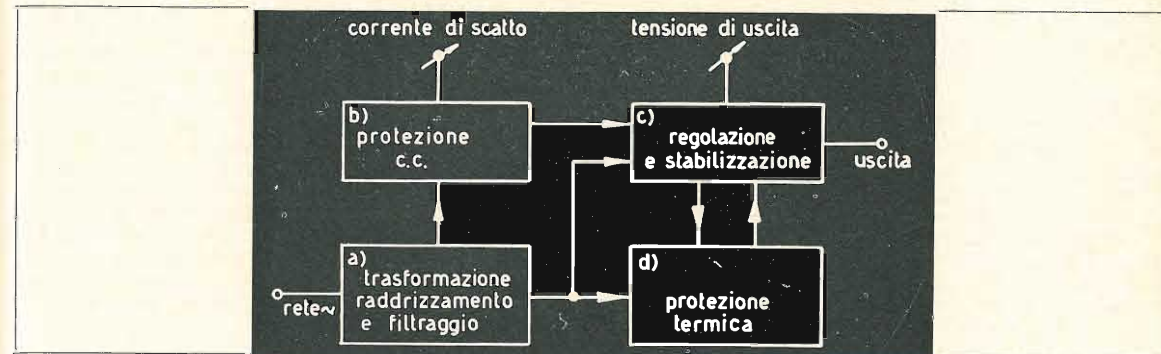 corrente di scatto
tensione di uscita
b)
protezione
c.c.
c)
regolazione
e stabilizzazione
uscita
a)
trasformazione
raddrizzamento
e filtraggio
rete~
d)
protezione
termica